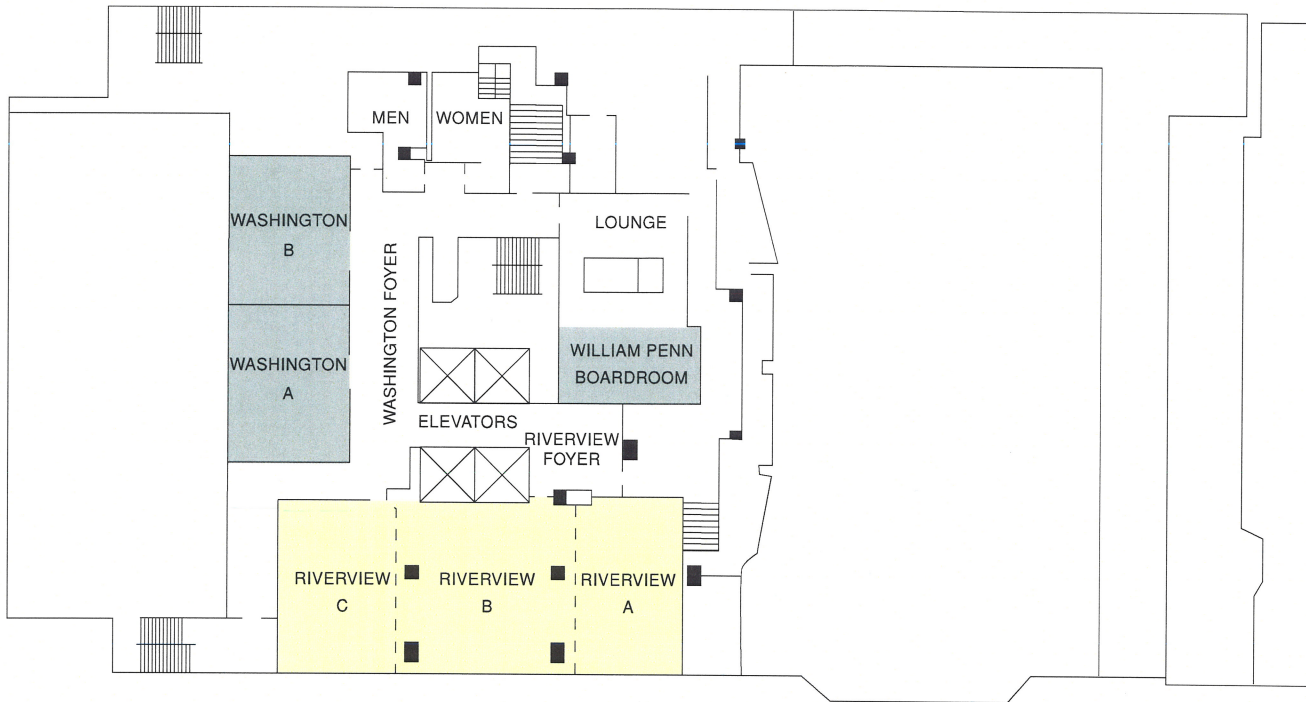 MEN
WOMEN
WASHINGTON
B
LOUNGE
WASHINGTON FOYER
WASHINGTON
A
WILLIAM PENN
BOARDROOM
ELEVATORS
RIVERVIEW
FOYER
RIVERVIEW
C
RIVERVIEW
B
RIVERVIEW
A